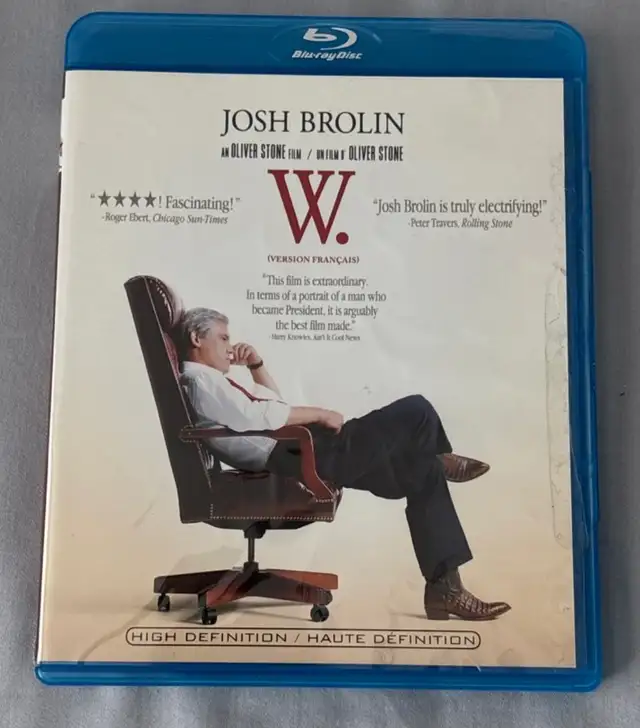 Blu-ray Disc
JOSH BROLIN
AN OLIVER STONE FILM / UN FILM D' OLIVER STONE
"★★★★! Fascinating!"
-Roger Ebert, Chicago Sun-Times
W.
"Josh Brolin is truly electrifying!"
-Peter Travers, Rolling Stone
(VERSION FRANÇAIS)
"This film is extraordinary.
In terms of a portrait of a man who
became President, it is arguably
the best film made."
-Harry Knowles, Ain't It Cool News
HIGH DEFINITION / HAUTE DÉFINITION